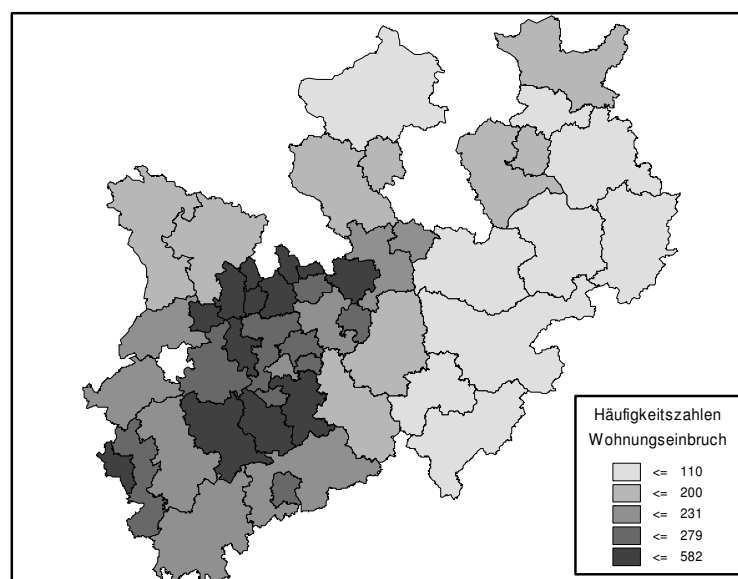 Häufigkeitszahlen
Wohnungseinbruch
<= 110
<= 200
<= 231
<= 279
<= 582